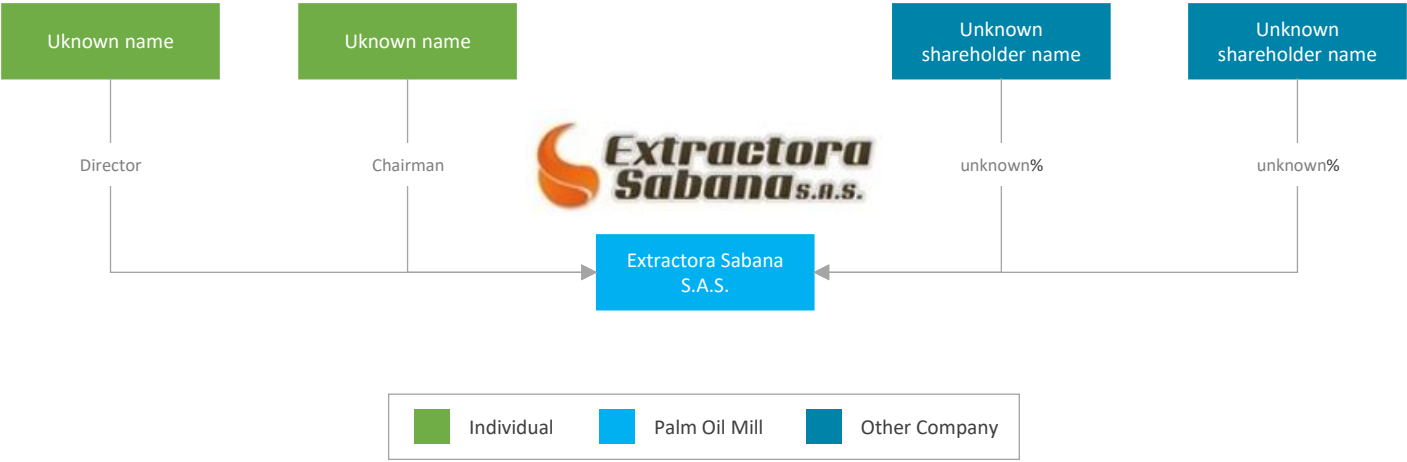 Uknown name
Uknown name
Unknown
shareholder name
Unknown
shareholder name
Director
Chairman
Extractora
Sabana s.a.s.
unknown%
unknown%
Extractora Sabana
S.A.S.
Individual
Palm Oil Mill
Other Company